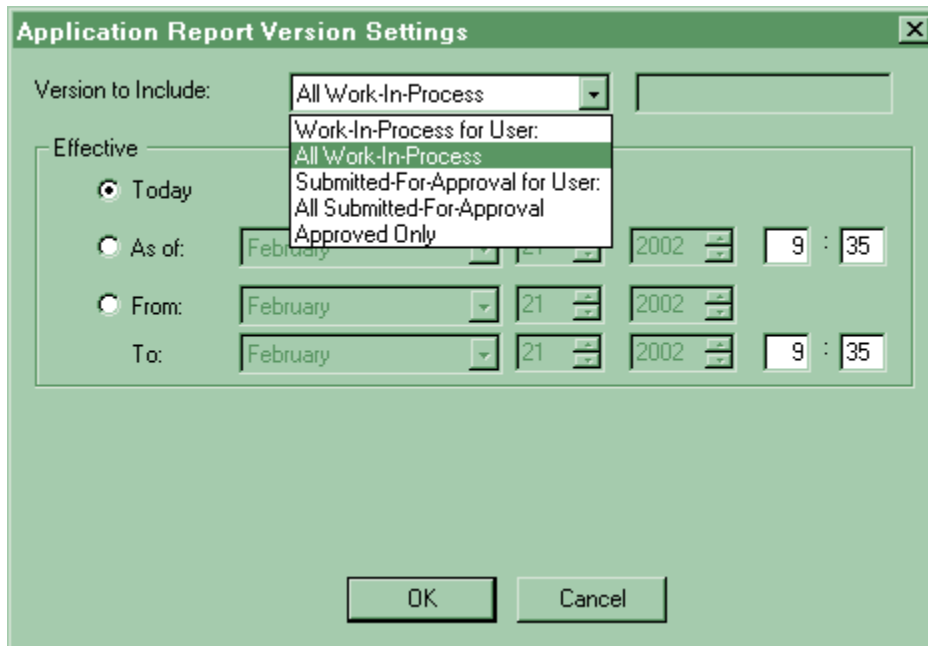 Application Report Version Settings
Version to Include: All Work-In-Process
Work-In-Process for User:
All Work-In-Process
Submitted-For-Approval for User:
All Submitted-For-Approval
Approved Only
Effective
Today
As of: February 21 2002 9 : 35
From: February 21 2002
To: February 21 2002 9 : 35
OK Cancel